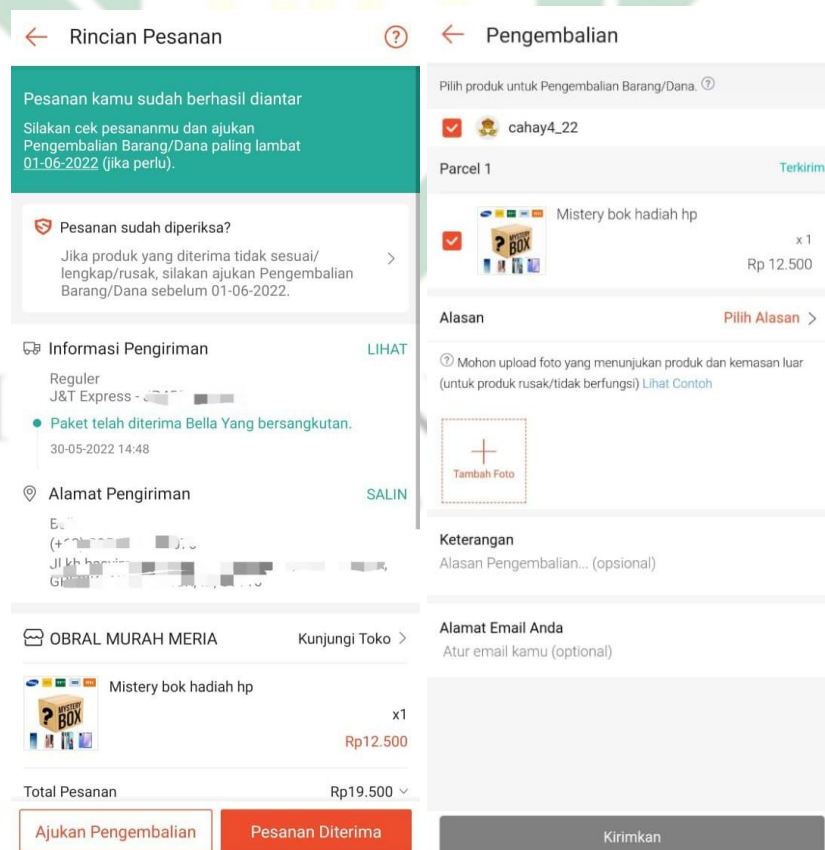 Rincian Pesanan
Pesanan kamu sudah berhasil diantar
Silakan cek pesananmu dan ajukan
Pengembalian Barang/Dana paling lambat
01-06-2022 (jika perlu).
Pesanan sudah diperiksa?
Jika produk yang diterima tidak sesuai/
lengkap/rusak, silakan ajukan Pengembalian
Barang/Dana sebelum 01-06-2022.
Informasi Pengiriman LIHAT
Reguler
J&T Express -
Paket telah diterima Bella Yang bersangkutan.
30-05-2022 14:48
Alamat Pengiriman SALIN
OBRAL MURAH MERIA Kunjungi Toko >
MYSTERY
? BOX
Mistery bok hadiah hp
x1
Rp12.500
Total Pesanan Rp19.500
Ajukan Pengembalian Pesanan Diterima
Pengembalian
Pilih produk untuk Pengembalian Barang/Dana. ?
cahay4_22
Parcel 1 Terkirim
MYSTERY
? BOX
Mistery bok hadiah hp
x 1
Rp 12.500
Alasan Pilih Alasan >
? Mohon upload foto yang menunjukan produk dan kemasan luar
(untuk produk rusak/tidak berfungsi) Lihat Contoh
Tambah Foto
Keterangan
Alasan Pengembalian... (opsional)
Alamat Email Anda
Atur email kamu (optional)
Kirimkan